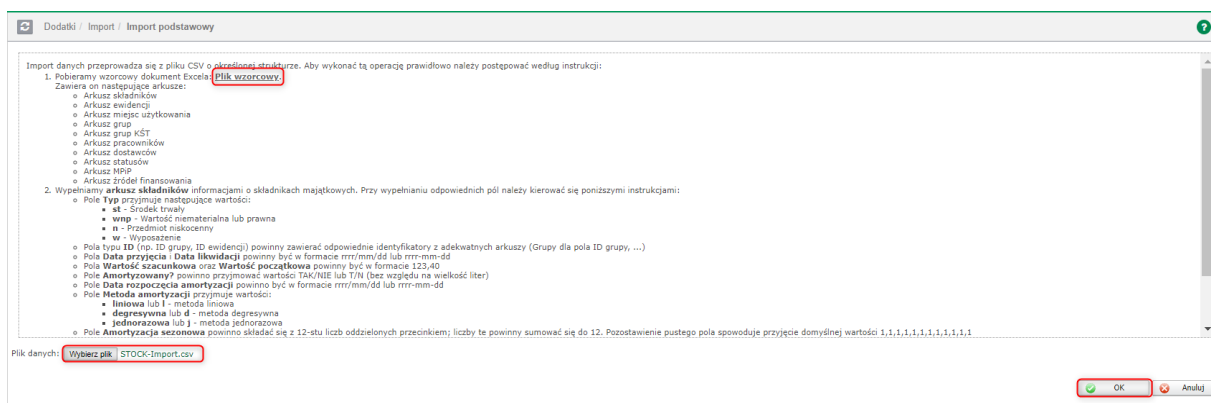 Dodatki / Import / Import podstawowy
?
Import danych przeprowadza się z pliku CSV o określonej strukturze. Aby wykonać tą operację prawidłowo należy postępować według instrukcji:
1. Pobieramy wzorcowy dokument Excela: Plik wzorcowy.
Zawiera on następujące arkusze:
Arkusz składników
Arkusz ewidencji
Arkusz miejsc użytkowania
Arkusz grup
Arkusz grup KŚT
Arkusz pracowników
Arkusz dostawców
Arkusz statusów
Arkusz MPiP
Arkusz źródeł finansowania
2. Wypełniamy arkusz składników informacjami o składnikach majątkowych. Przy wypełnianiu odpowiednich pól należy kierować się poniższymi instrukcjami:
Pole Typ przyjmuje następujące wartości:
st - Środek trwały
wnp - Wartość niematerialna lub prawna
n - Przedmiot niskocenny
w - Wyposażenie
Pola typu ID (np. ID grupy, ID ewidencji) powinny zawierać odpowiednie identyfikatory z adekwatnych arkuszy (Grupy dla pola ID grupy, ...)
Pola Data przyjęcia i Data likwidacji powinny być w formacie rrrr/mm/dd lub rrrr-mm-dd
Pola Wartość szacunkowa oraz Wartość początkowa powinny być w formacie 123,40
Pole Amortyzowany? powinno przyjmować wartości TAK/NIE lub T/N (bez względu na wielkość liter)
Pole Data rozpoczęcia amortyzacji powinno być w formacie rrrr/mm/dd lub rrrr-mm-dd
Pole Metoda amortyzacji przyjmuje wartości:
liniowa lub l - metoda liniowa
degresywna lub d - metoda degresywna
jednorazowa lub j - metoda jednorazowa
Pole Amortyzacja sezonowa powinno składać się z 12-stu liczb oddzielonych przecinkiem; liczby te powinny sumować się do 12. Pozostawienie pustego pola spowoduje przyjęcie domyślnej wartości 1,1,1,1,1,1,1,1,1,1,1,1
Plik danych: Wybierz plik STOCK-Import.csv
OK Anuluj